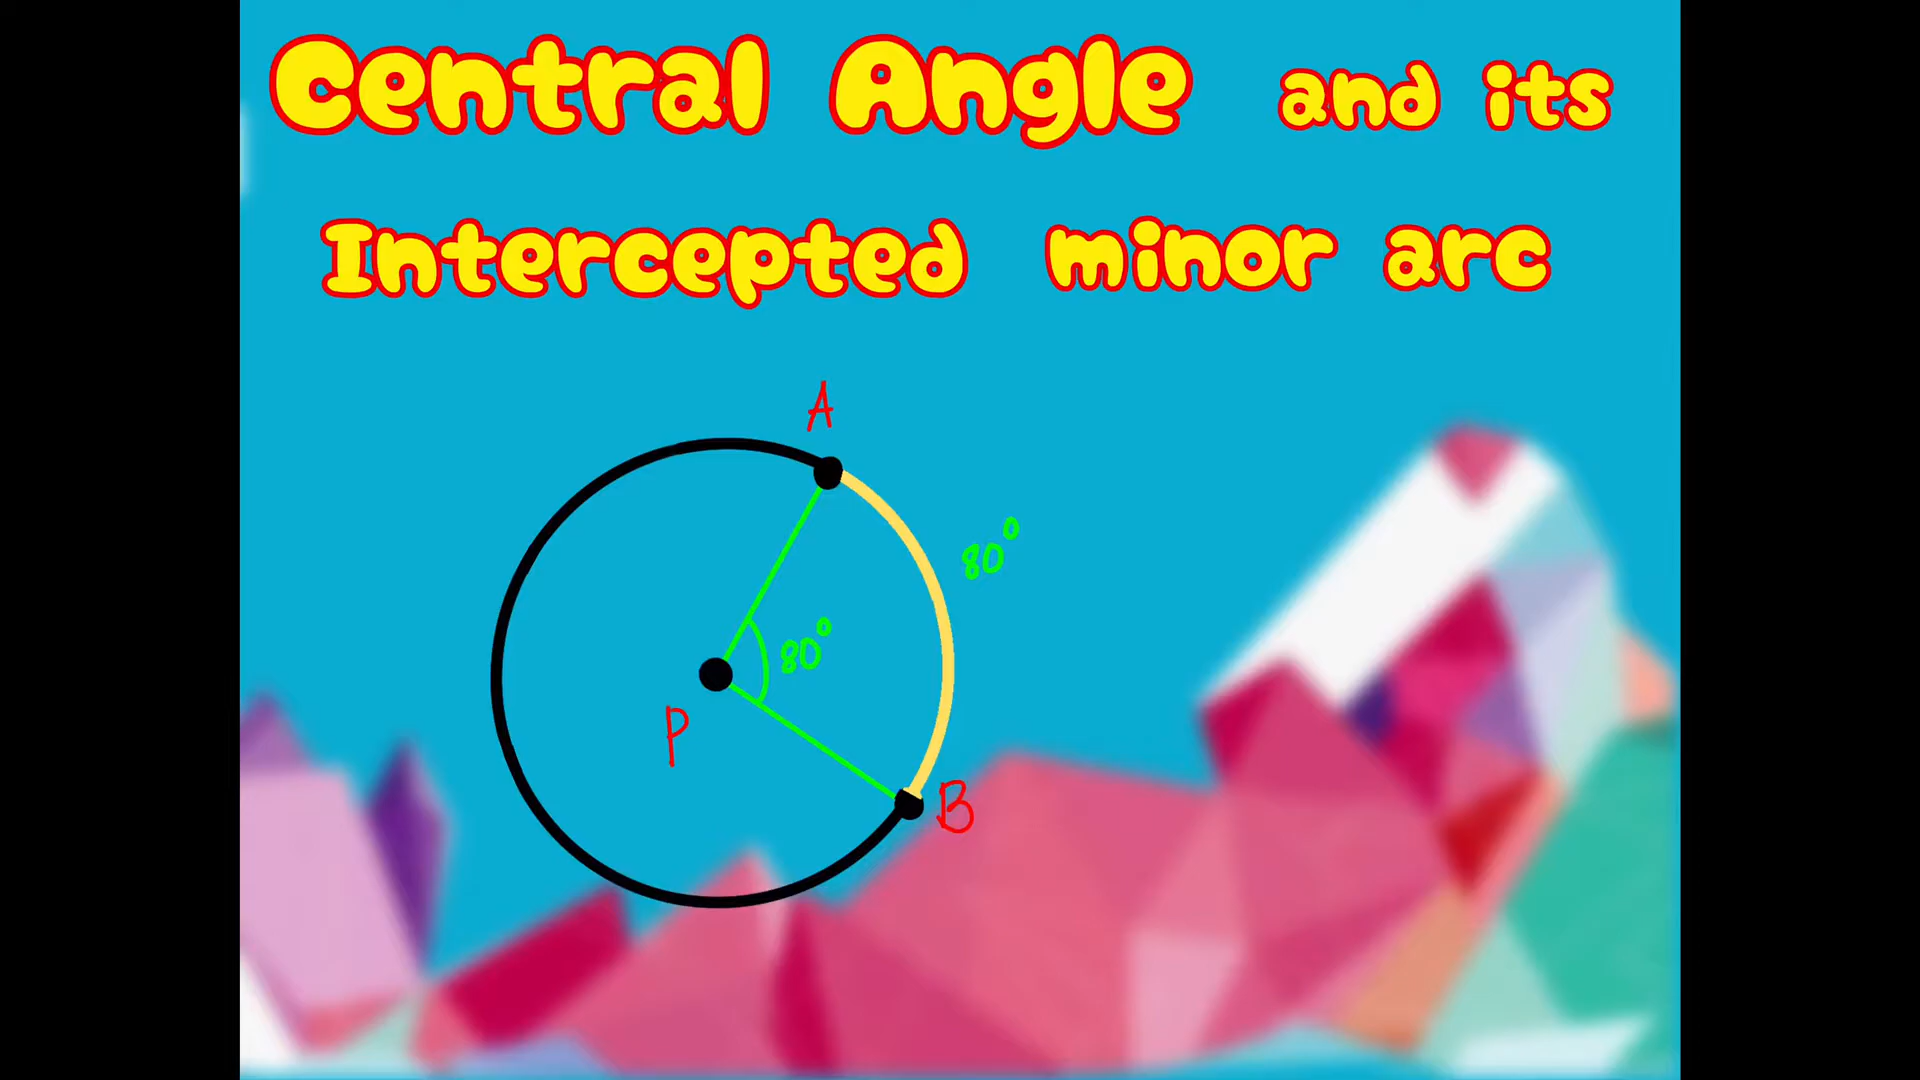 Central Angle and its
Intercepted minor arc
A
80°
80°
P
B